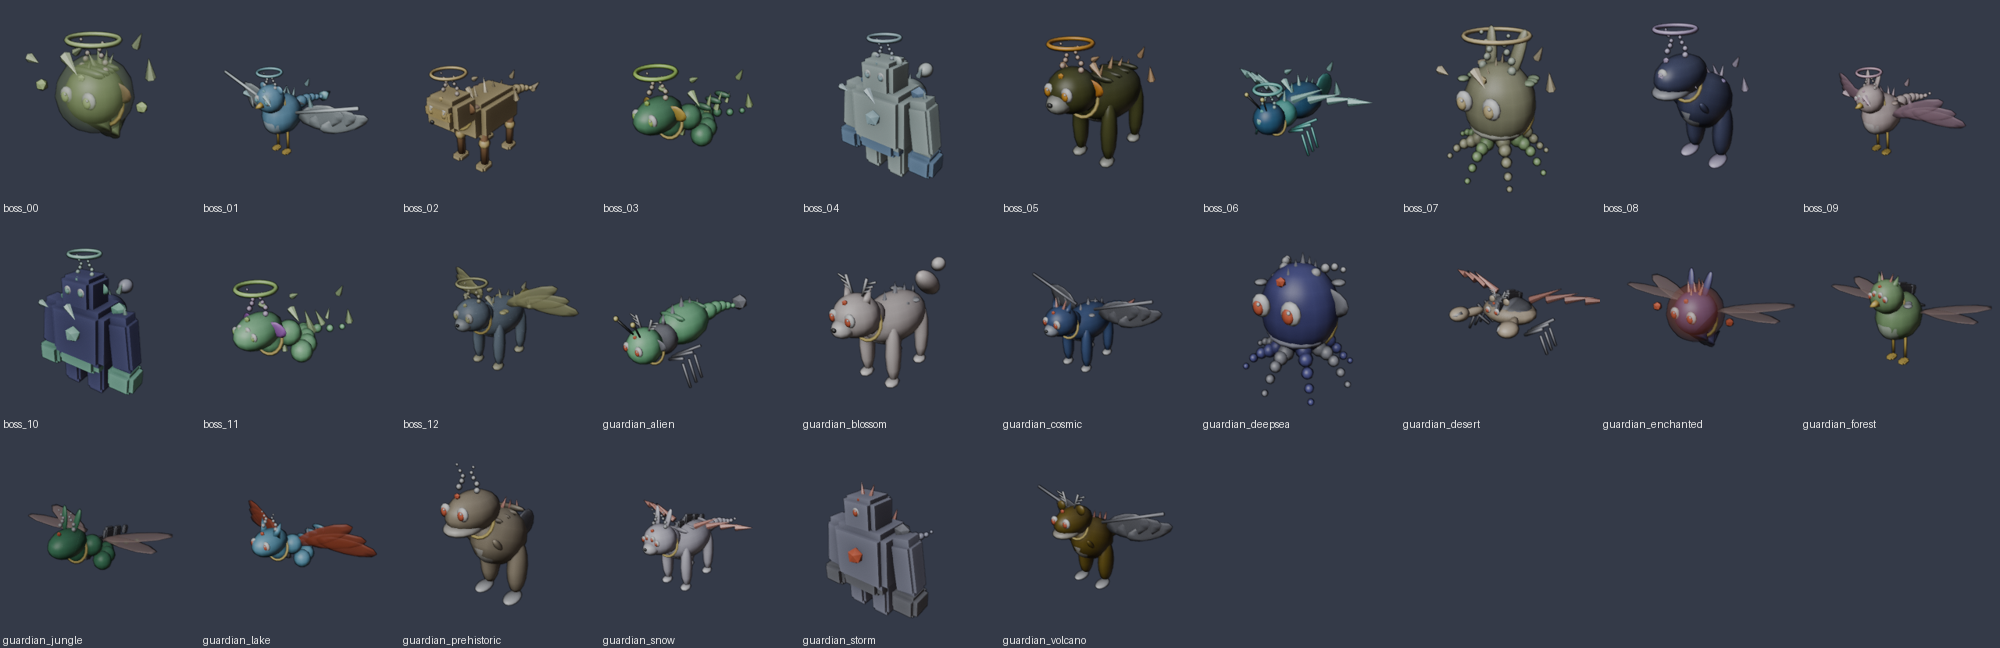 boss_00
boss_01
boss_02
boss_03
boss_04
boss_05
boss_06
boss_07
boss_08
boss_09
boss_10
boss_11
boss_12
guardian_alien
guardian_blossom
guardian_cosmic
guardian_deepsea
guardian_desert
guardian_enchanted
guardian_forest
guardian_jungle
guardian_lake
guardian_prehistoric
guardian_snow
guardian_storm
guardian_volcano